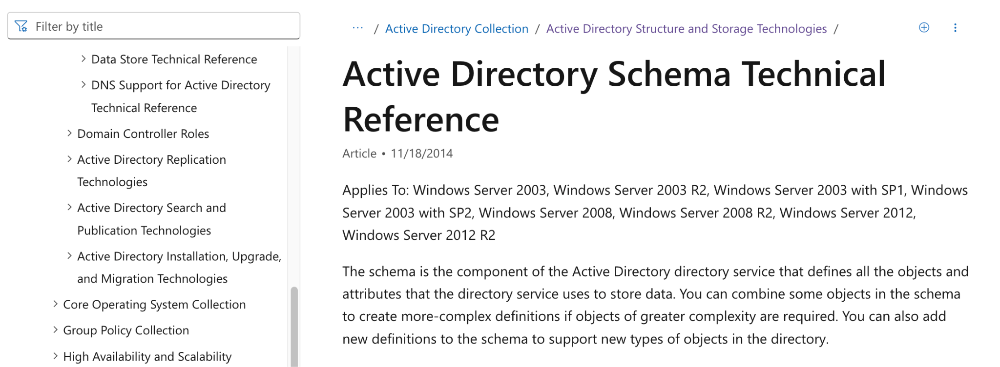 Filter by title
Data Store Technical Reference
DNS Support for Active Directory
Technical Reference
Domain Controller Roles
Active Directory Replication
Technologies
Active Directory Search and
Publication Technologies
Active Directory Installation, Upgrade,
and Migration Technologies
Core Operating System Collection
Group Policy Collection
High Availability and Scalability
··· / Active Directory Collection / Active Directory Structure and Storage Technologies /
Active Directory Schema Technical
Reference
Article • 11/18/2014
Applies To: Windows Server 2003, Windows Server 2003 R2, Windows Server 2003 with SP1, Windows
Server 2003 with SP2, Windows Server 2008, Windows Server 2008 R2, Windows Server 2012,
Windows Server 2012 R2
The schema is the component of the Active Directory directory service that defines all the objects and
attributes that the directory service uses to store data. You can combine some objects in the schema
to create more-complex definitions if objects of greater complexity are required. You can also add
new definitions to the schema to support new types of objects in the directory.